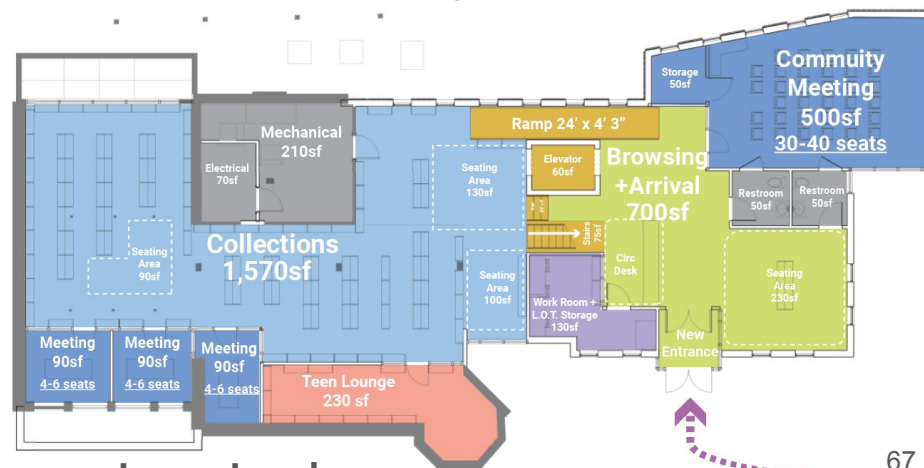 Commuity
Meeting
500sf
30-40 seats
Storage
50sf
Ramp 24' x 4' 3"
Mechanical
210sf
Electrical
70sf
Elevator
60sf
Browsing
+Arrival
700sf
Seating
Area
130sf
Restroom
50sf
Restroom
50sf
Collections
1,570sf
Stairs
75sf
Seating
Area
90sf
Seating
Area
100sf
Circ
Desk
Seating
Area
230sf
Work Room +
L.O.T. Storage
130sf
New
Entrance
Meeting
90sf
4-6 seats
Meeting
90sf
4-6 seats
Meeting
90sf
4-6 seats
Teen Lounge
230 sf
67